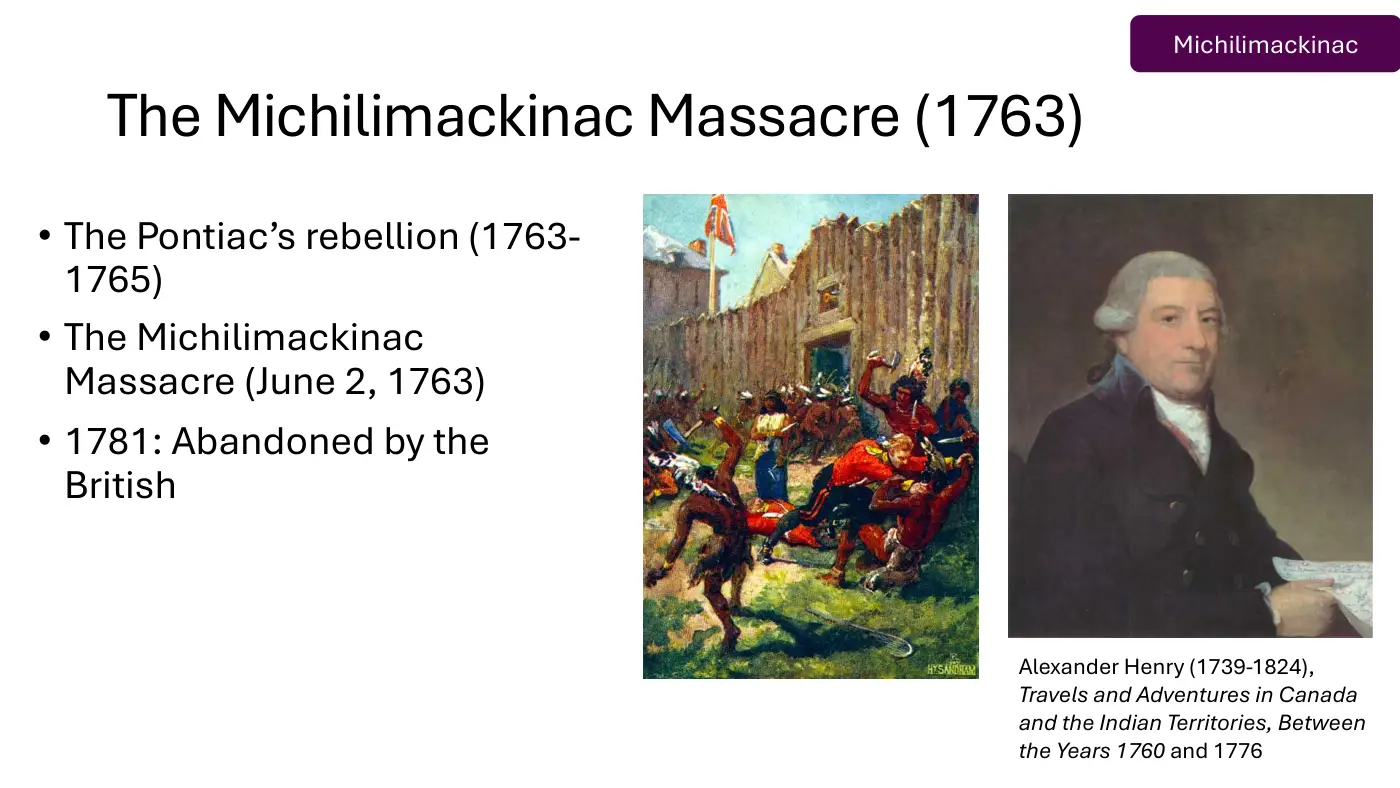 Michilimackinac
The Michilimackinac Massacre (1763)
• The Pontiac’s rebellion (1763-
1765)
• The Michilimackinac
Massacre (June 2, 1763)
• 1781: Abandoned by the
British
HY SANDHAM
Alexander Henry (1739-1824),
Travels and Adventures in Canada
and the Indian Territories, Between
the Years 1760 and 1776